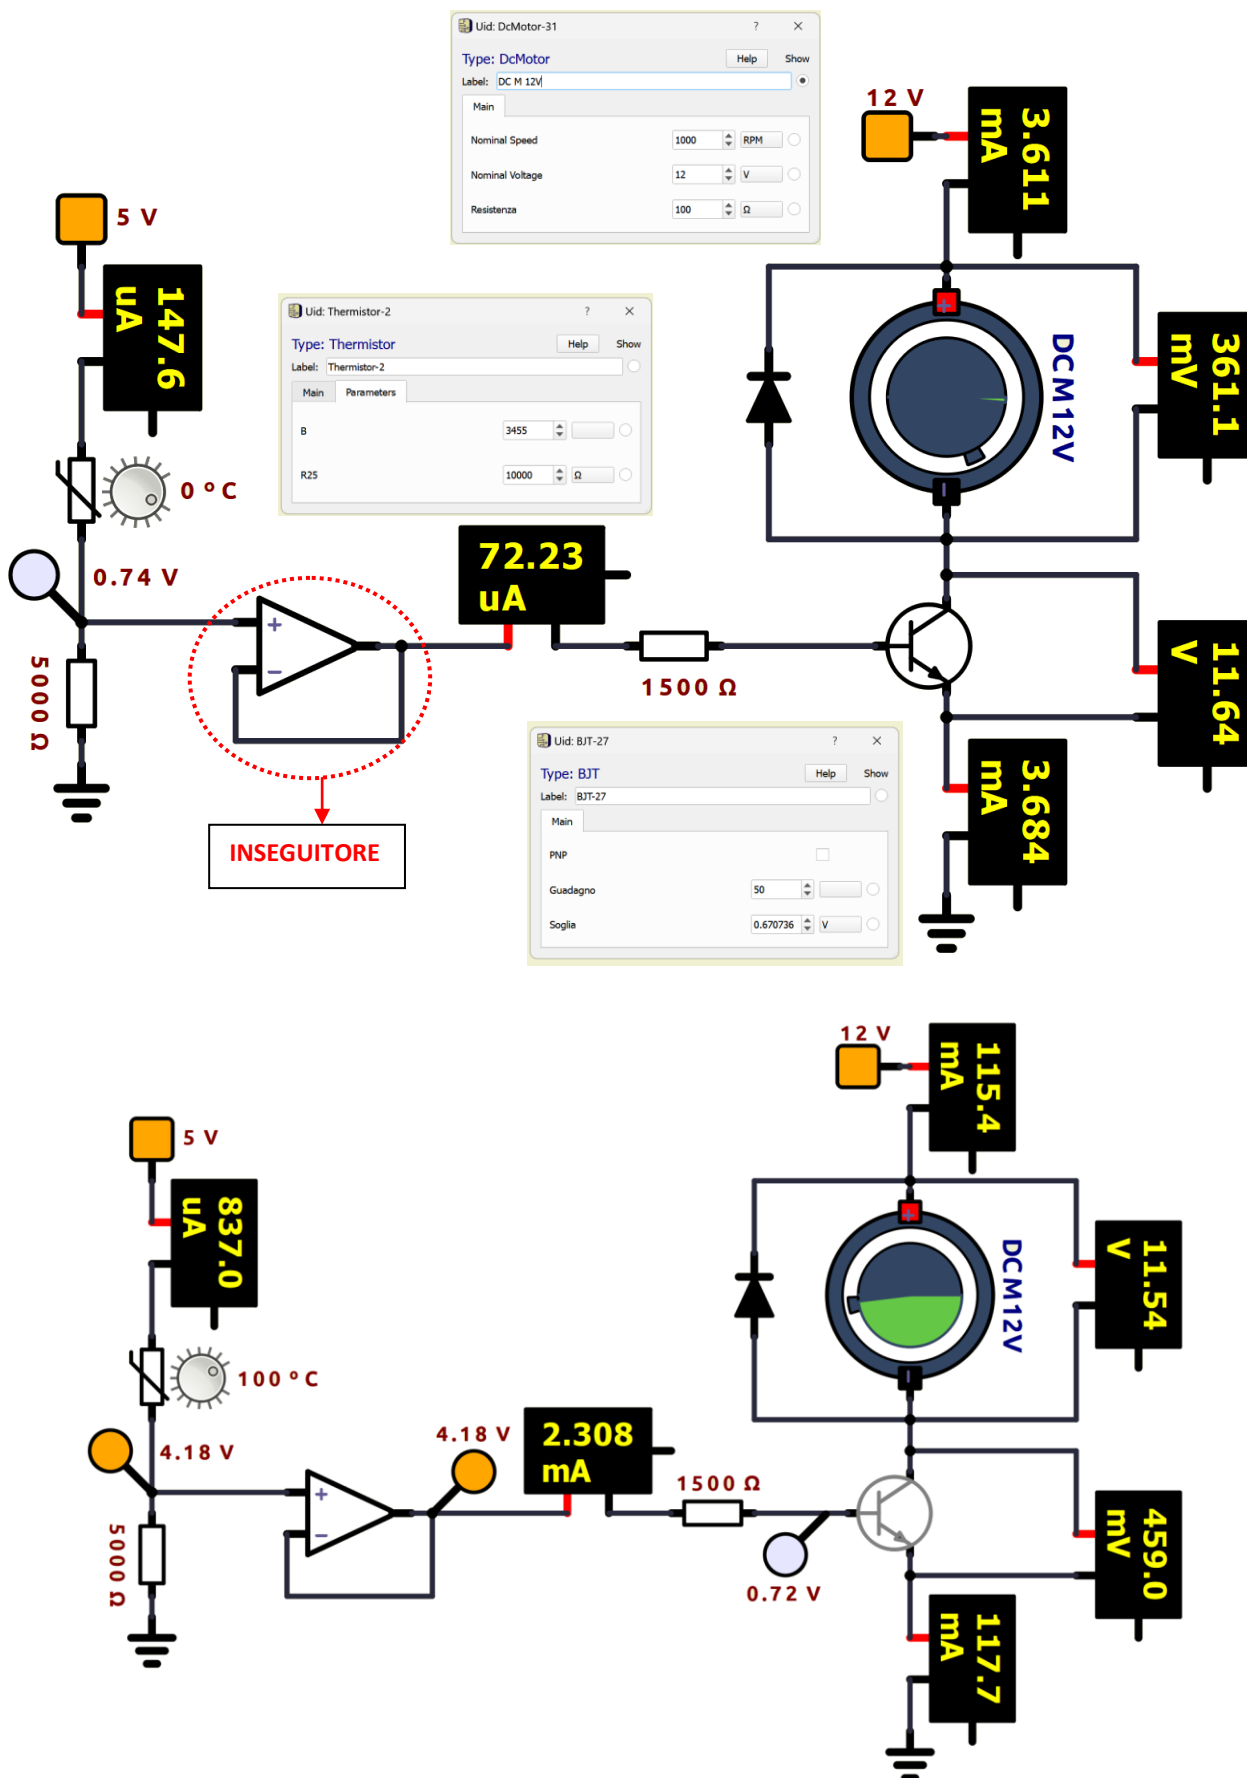 Uid: DcMotor-31
?
X
Type: DcMotor
Help
Show
Label:
DC M 12V
Main
Nominal Speed
1000
RPM
Nominal Voltage
12
V
Resistenza
100
Ω
12 V
3.611
mA
5 V
147.6
uA
Uid: Thermistor-2
?
X
Type: Thermistor
Help
Show
Label:
Thermistor-2
Main
Parameters
B
3455
R25
10000
Ω
+
DC M 12V
361.1
mV
0 º C
0.74 V
72.23
uA
+
−
5000 Ω
1500 Ω
11.64
V
INSEGUITORE
Uid: BJT-27
?
X
Type: BJT
Help
Show
Label:
BJT-27
Main
PNP
Guadagno
50
Soglia
0.670736
V
3.684
mA
12 V
115.4
mA
5 V
837.0
uA
+
DC M 12V
11.54
V
100 º C
4.18 V
4.18 V
2.308
mA
1500 Ω
+
−
5000 Ω
0.72 V
459.0
mV
117.7
mA